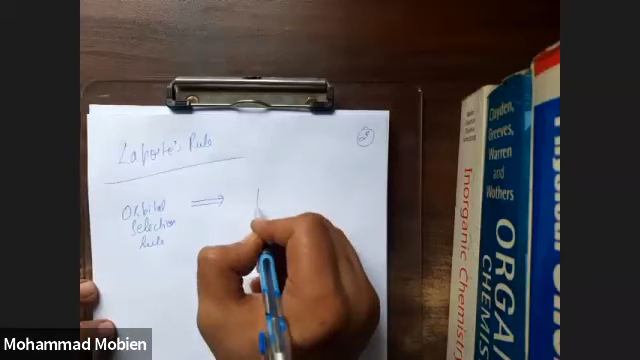 Laporte's Rule
Orbital
Selection
Rule
Inorganic Chemistry
Clayden,
Greeves,
Warren
and
Wothers
ORGA
CHEMIS
Mohammad Mobien